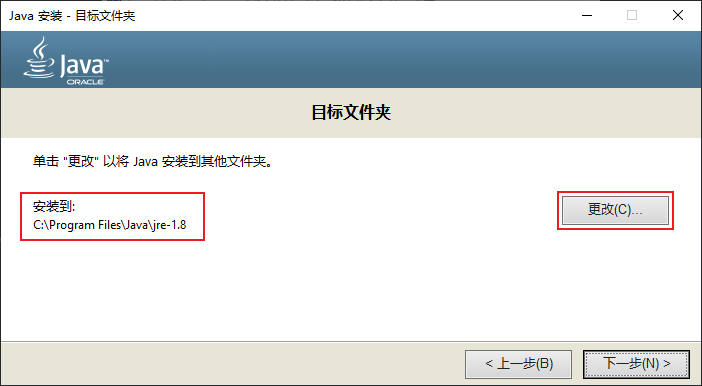 Java 安装 - 目标文件夹
Java™
ORACLE
目标文件夹
单击 "更改" 以将 Java 安装到其他文件夹。
安装到:
C:\Program Files\Java\jre-1.8
更改(C)...
< 上一步(B)
下一步(N) >